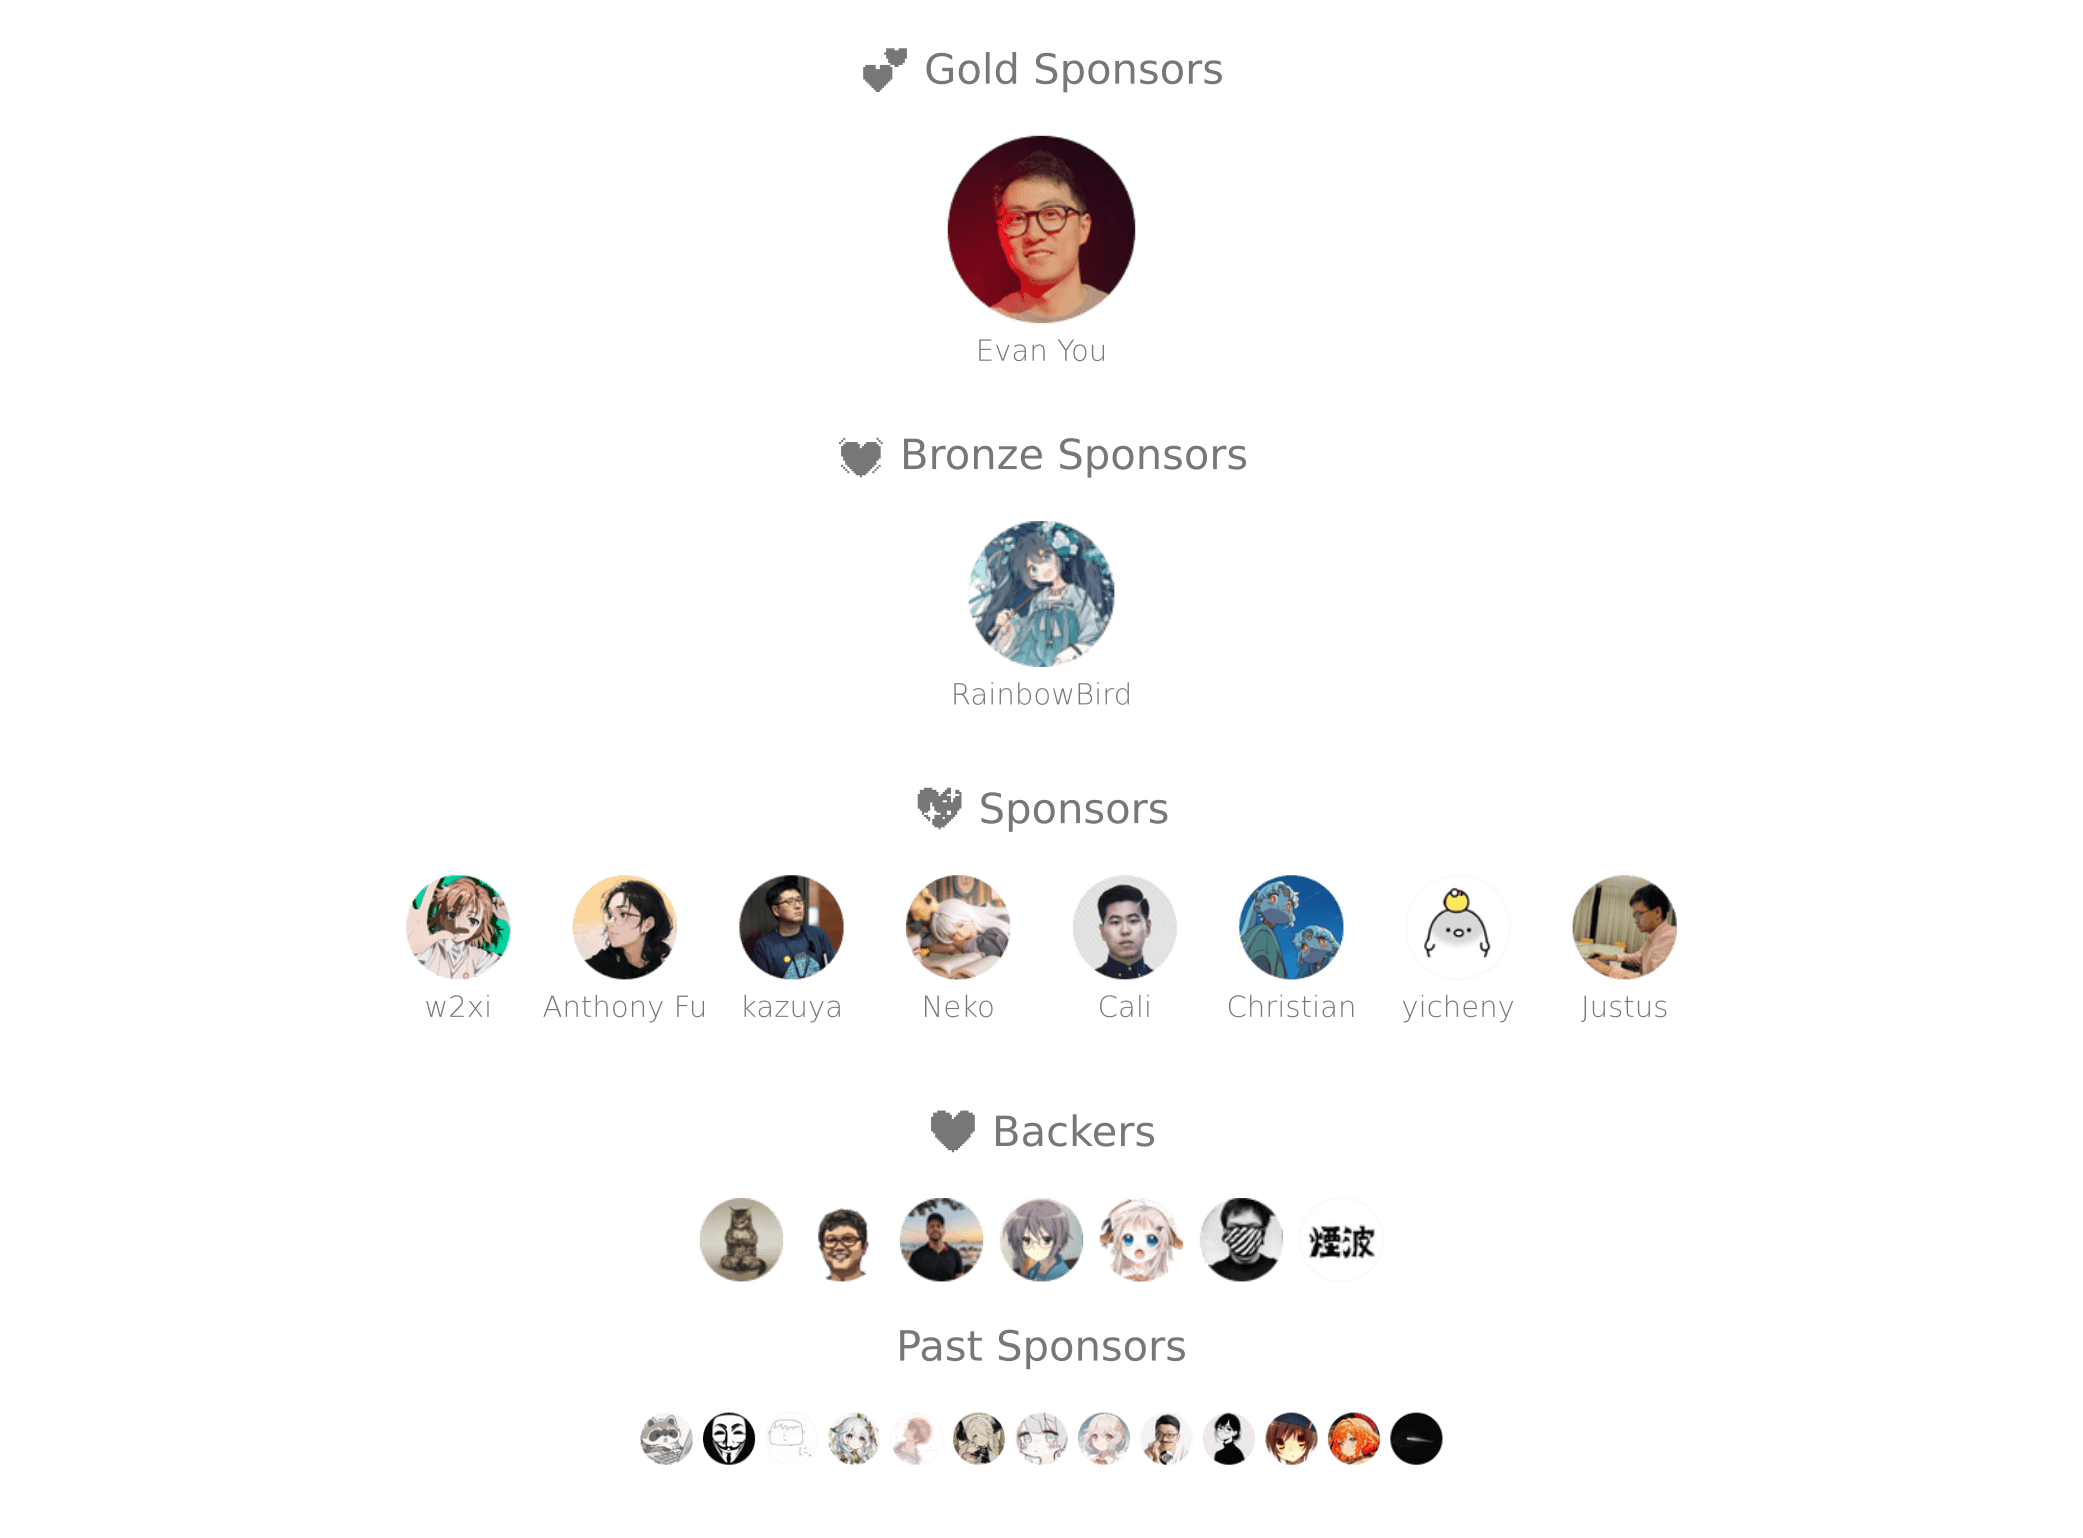 Gold Sponsors
Evan You
Bronze Sponsors
RainbowBird
Sponsors
w2xi Anthony Fu kazuya Neko Cali Christian yicheny Justus
Backers
煙波
Past Sponsors